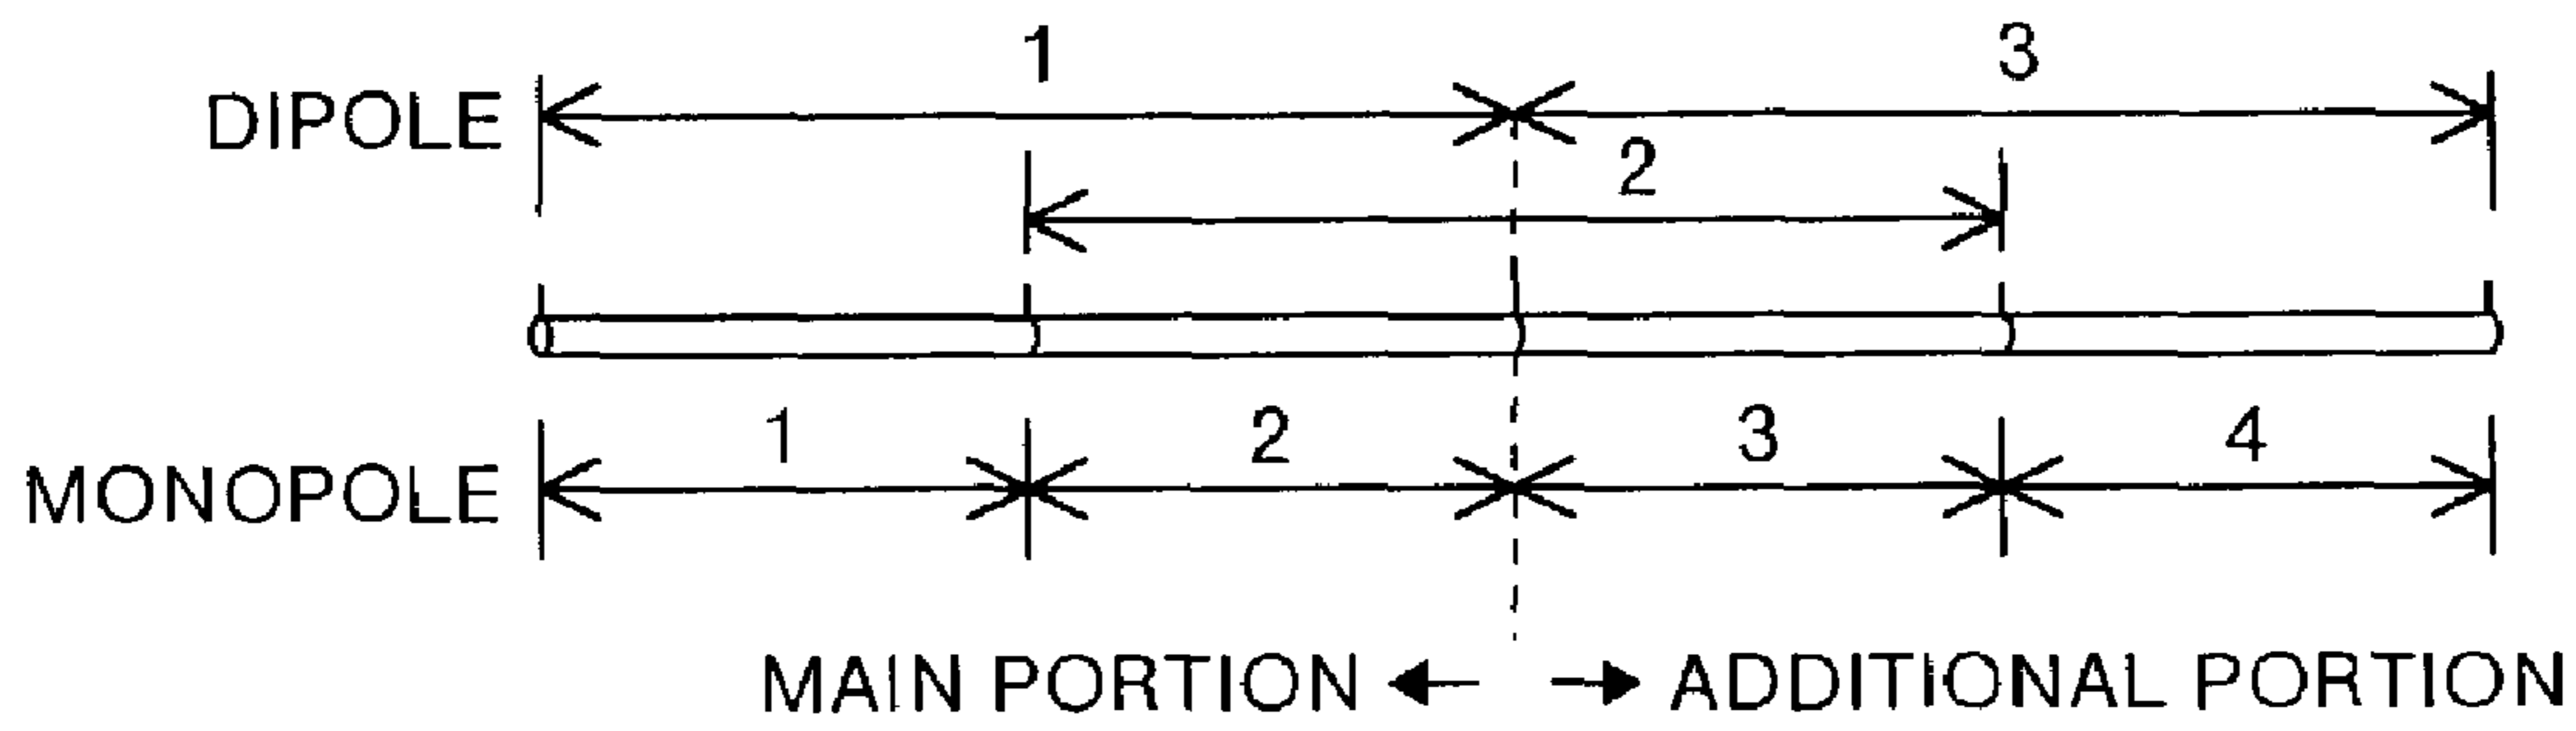 1 3
DIPOLE
2
1 2 3 4
MONOPOLE
MAIN PORTION ADDITIONAL PORTION